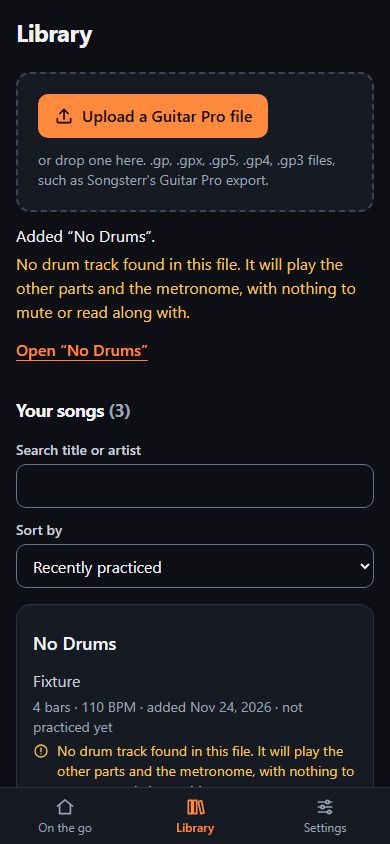 Library
Upload a Guitar Pro file
or drop one here. .gp, .gpx, .gp5, .gp4, .gp3 files,
such as Songsterr's Guitar Pro export.
Added “No Drums”.
No drum track found in this file. It will play the
other parts and the metronome, with nothing to
mute or read along with.
Open “No Drums”
Your songs (3)
Search title or artist
Sort by
Recently practiced
No Drums
Fixture
4 bars · 110 BPM · added Nov 24, 2026 · not
practiced yet
No drum track found in this file. It will play the
other parts and the metronome, with nothing to
On the go
Library
Settings